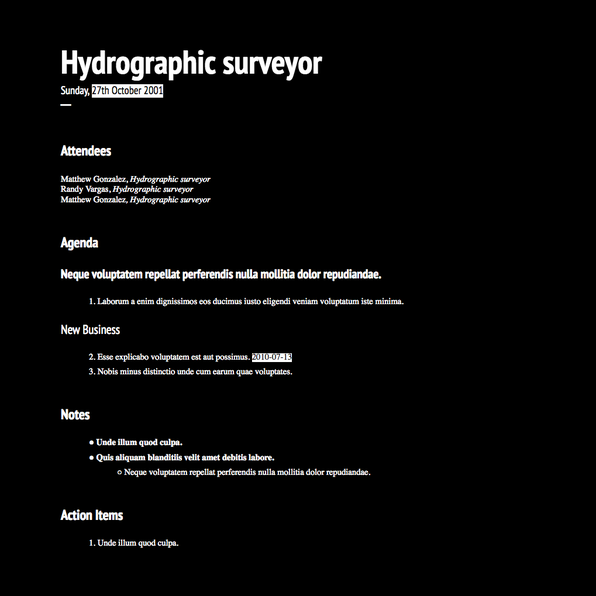 Hydrographic surveyor
Sunday, 27th October 2001
Attendees
Matthew Gonzalez, Hydrographic surveyor
Randy Vargas, Hydrographic surveyor
Matthew Gonzalez, Hydrographic surveyor
Agenda
Neque voluptatem repellat perferendis nulla mollitia dolor repudiandae.
1. Laborum a enim dignissimos eos ducimus iusto eligendi veniam voluptatum iste minima.
New Business
2. Esse explicabo voluptatem est aut possimus. 2010-07-13
3. Nobis minus distinctio unde cum earum quae voluptates.
Notes
● Unde illum quod culpa.
● Quis aliquam blanditiis velit amet debitis labore.
○ Neque voluptatem repellat perferendis nulla mollitia dolor repudiandae.
Action Items
1. Unde illum quod culpa.